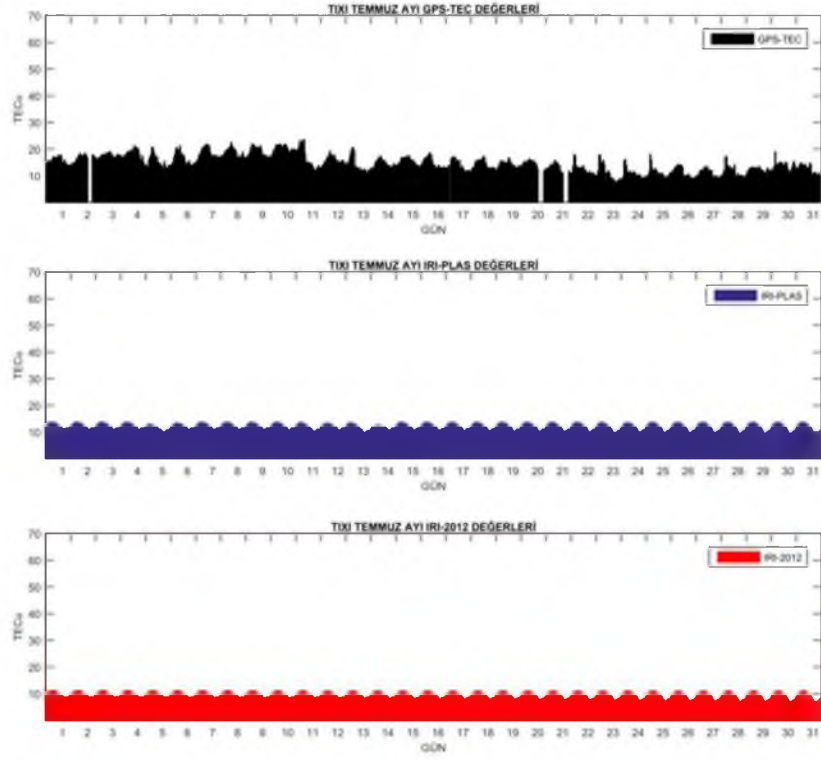 TIXI TEMMUZ AYI GPS-TEC DEĞERLERİ
70
60
50
40
30
20
10
TECu
GPS-TEC
1 2 3 4 5 6 7 8 9 10 11 12 13 14 15 16 17 18 19 20 21 22 23 24 25 26 27 28 29 30 31
GÜN
TIXI TEMMUZ AYI IRI-PLAS DEĞERLERİ
70
60
50
40
30
20
10
TECu
IRI-PLAS
1 2 3 4 5 6 7 8 9 10 11 12 13 14 15 16 17 18 19 20 21 22 23 24 25 26 27 28 29 30 31
GÜN
TIXI TEMMUZ AYI IRI-2012 DEĞERLERİ
70
60
50
40
30
20
10
TECu
IRI-2012
1 2 3 4 5 6 7 8 9 10 11 12 13 14 15 16 17 18 19 20 21 22 23 24 25 26 27 28 29 30 31
GÜN